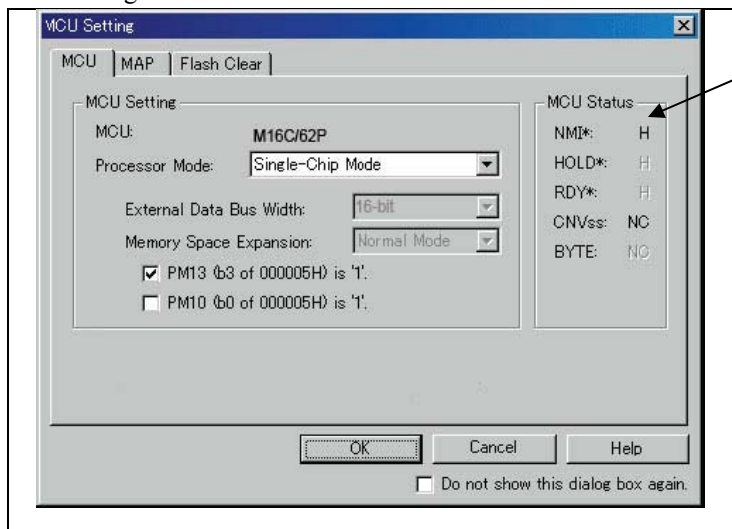 MCU Setting
MCU MAP Flash Clear
MCU Setting
MCU: M16C/62P
Processor Mode: Single-Chip Mode
External Data Bus Width: 16-bit
Memory Space Expansion: Normal Mode
PM13 (b3 of 000005H) is '1'.
PM10 (b0 of 000005H) is '1'.
MCU Status
NMI*: H
HOLD*: H
RDY*: H
CNVss: NC
BYTE: NC
OK Cancel Help
Do not show this dialog box again.